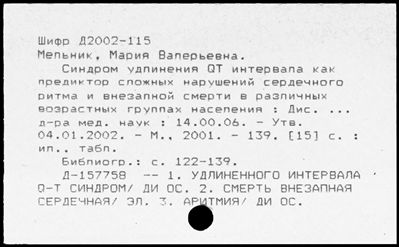 Шифр Д2002-115
Мельник, Мария Валерьевна.
Синдром удлинения QT интервала как
предиктор сложных нарушений сердечного
ритма и внезапной смерти в различных
возрастных группах населения : Дис. ...
д-ра мед. наук : 14.00.06. - Утв.
04.01.2002. - М., 2001. - 139. [15] с. :
ил., табл.
Библиогр.: с. 122-139.
Д-157758 -- 1. УДЛИНЕННОГО ИНТЕРВАЛА
Q-T СИНДРОМ/ ДИ ОС. 2. СМЕРТЬ ВНЕЗАПНАЯ
СЕРДЕЧНАЯ/ ЭЛ. 3. АРИТМИЯ/ ДИ ОС.